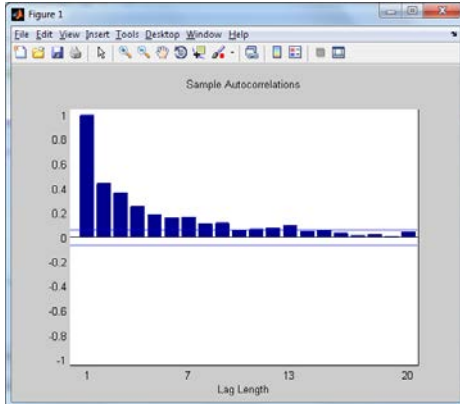 Figure 1
File Edit View Insert Tools Desktop Window Help
Sample Autocorrelations
1
0.8
0.6
0.4
0.2
0
-0.2
-0.4
-0.6
-0.8
-1
1 7 13 20
Lag Length